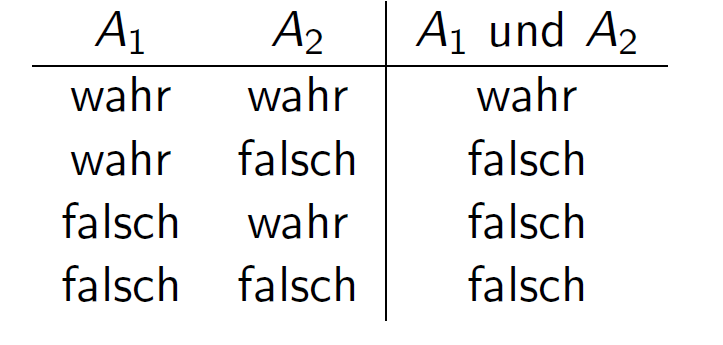 A₁ A₂ A₁ und A₂
wahr wahr wahr
wahr falsch falsch
falsch wahr falsch
falsch falsch falsch